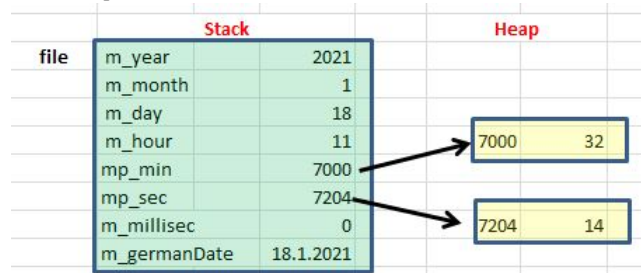 Stack Heap
file m_year 2021
m_month 1
m_day 18
m_hour 11 7000 32
mp_min 7000
mp_sec 7204
m_millisec 0 7204 14
m_germanDate 18.1.2021